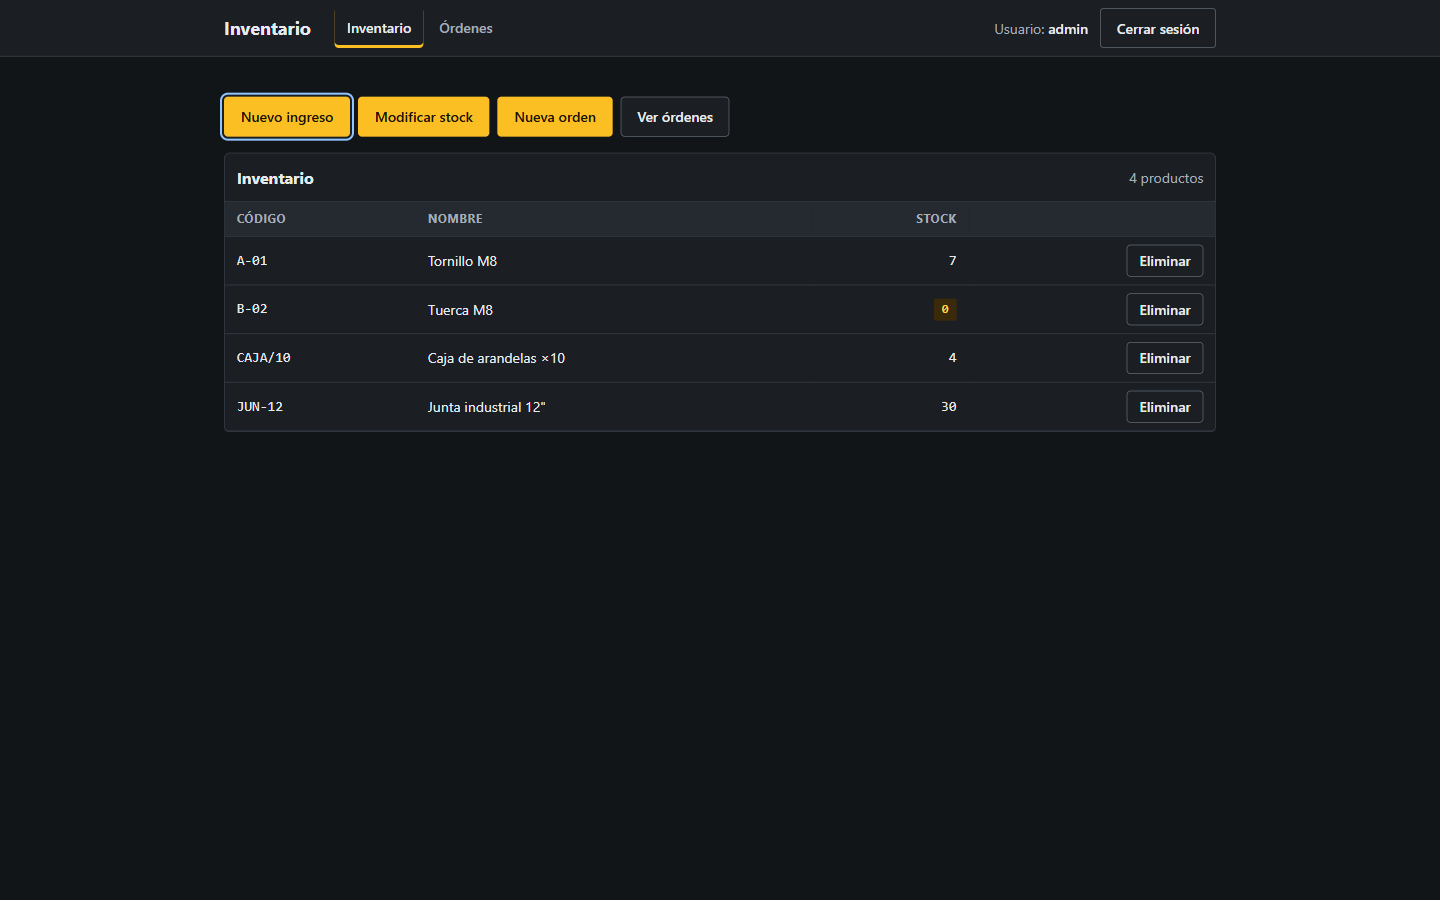 Inventario Inventario Órdenes Usuario: admin Cerrar sesión
Nuevo ingreso Modificar stock Nueva orden Ver órdenes
Inventario 4 productos
CÓDIGO NOMBRE STOCK
A-01 Tornillo M8 7 Eliminar
B-02 Tuerca M8 0 Eliminar
CAJA/10 Caja de arandelas ×10 4 Eliminar
JUN-12 Junta industrial 12" 30 Eliminar